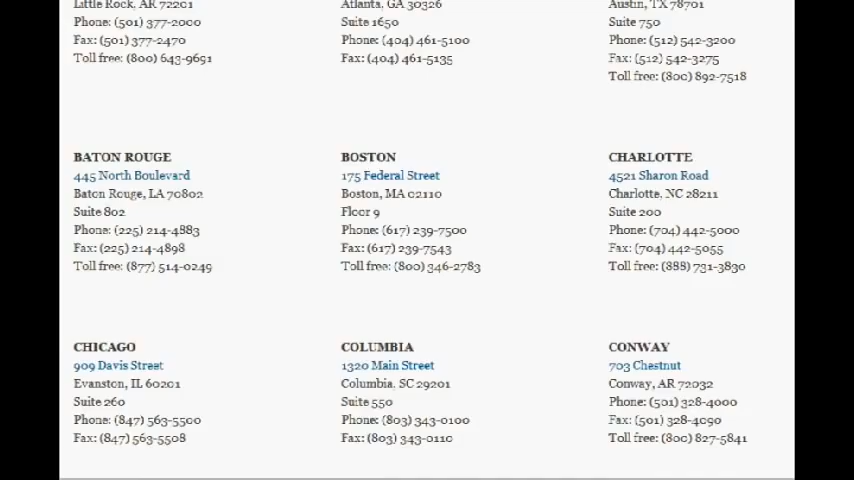 Little Rock, AR 72201
Phone: (501) 377-2000
Fax: (501) 377-2470
Toll free: (800) 643-9691
Atlanta, GA 30326
Suite 1650
Phone: (404) 461-5100
Fax: (404) 461-5135
Austin, TX 78701
Suite 750
Phone: (512) 542-3200
Fax: (512) 542-3275
Toll free: (800) 892-7518
BATON ROUGE
445 North Boulevard
Baton Rouge, LA 70802
Suite 802
Phone: (225) 214-4883
Fax: (225) 214-4898
Toll free: (877) 514-0249
BOSTON
175 Federal Street
Boston, MA 02110
Floor 9
Phone: (617) 239-7500
Fax: (617) 239-7543
Toll free: (800) 346-2783
CHARLOTTE
4521 Sharon Road
Charlotte, NC 28211
Suite 200
Phone: (704) 442-5000
Fax: (704) 442-5055
Toll free: (888) 731-3830
CHICAGO
909 Davis Street
Evanston, IL 60201
Suite 260
Phone: (847) 563-5500
Fax: (847) 563-5508
COLUMBIA
1320 Main Street
Columbia, SC 29201
Suite 550
Phone: (803) 343-0100
Fax: (803) 343-0110
CONWAY
703 Chestnut
Conway, AR 72032
Phone: (501) 328-4000
Fax: (501) 328-4090
Toll free: (800) 827-5841